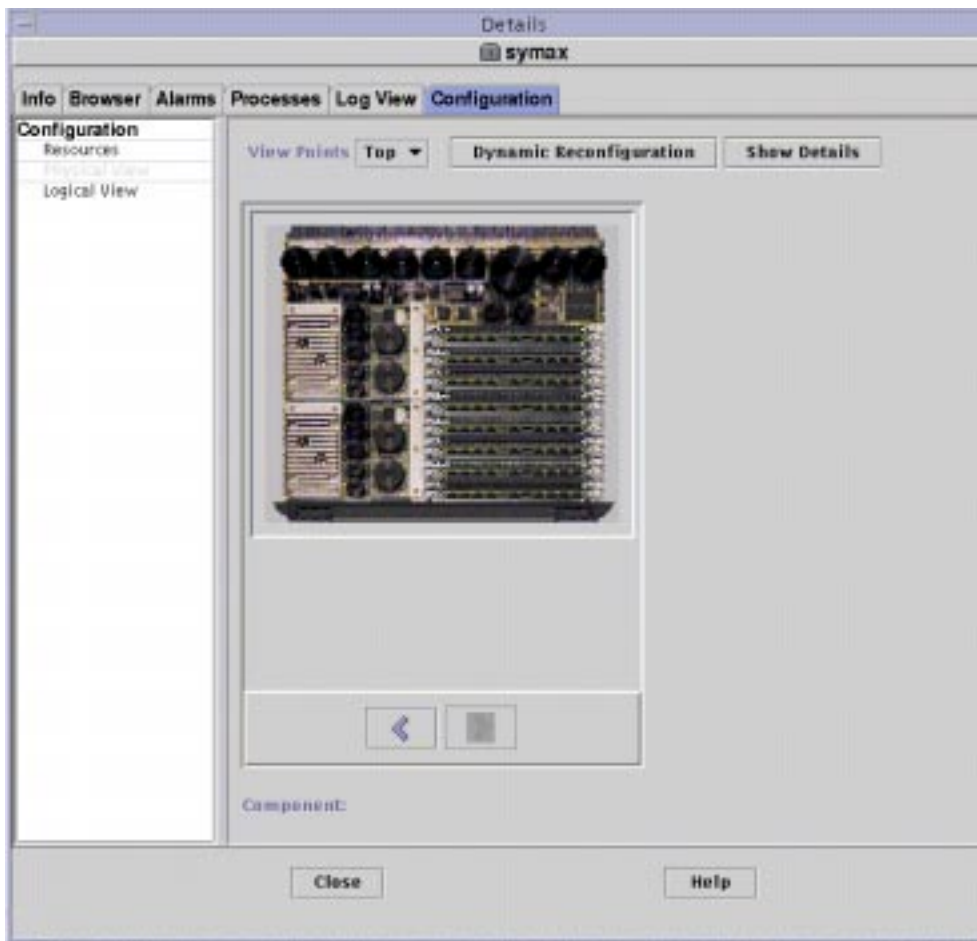 Details
symax
Info Browser Alarms Processes Log View Configuration
Configuration
Resources
Physical View
Logical View
View Points Top Dynamic Reconfiguration Show Details
Component:
Close Help